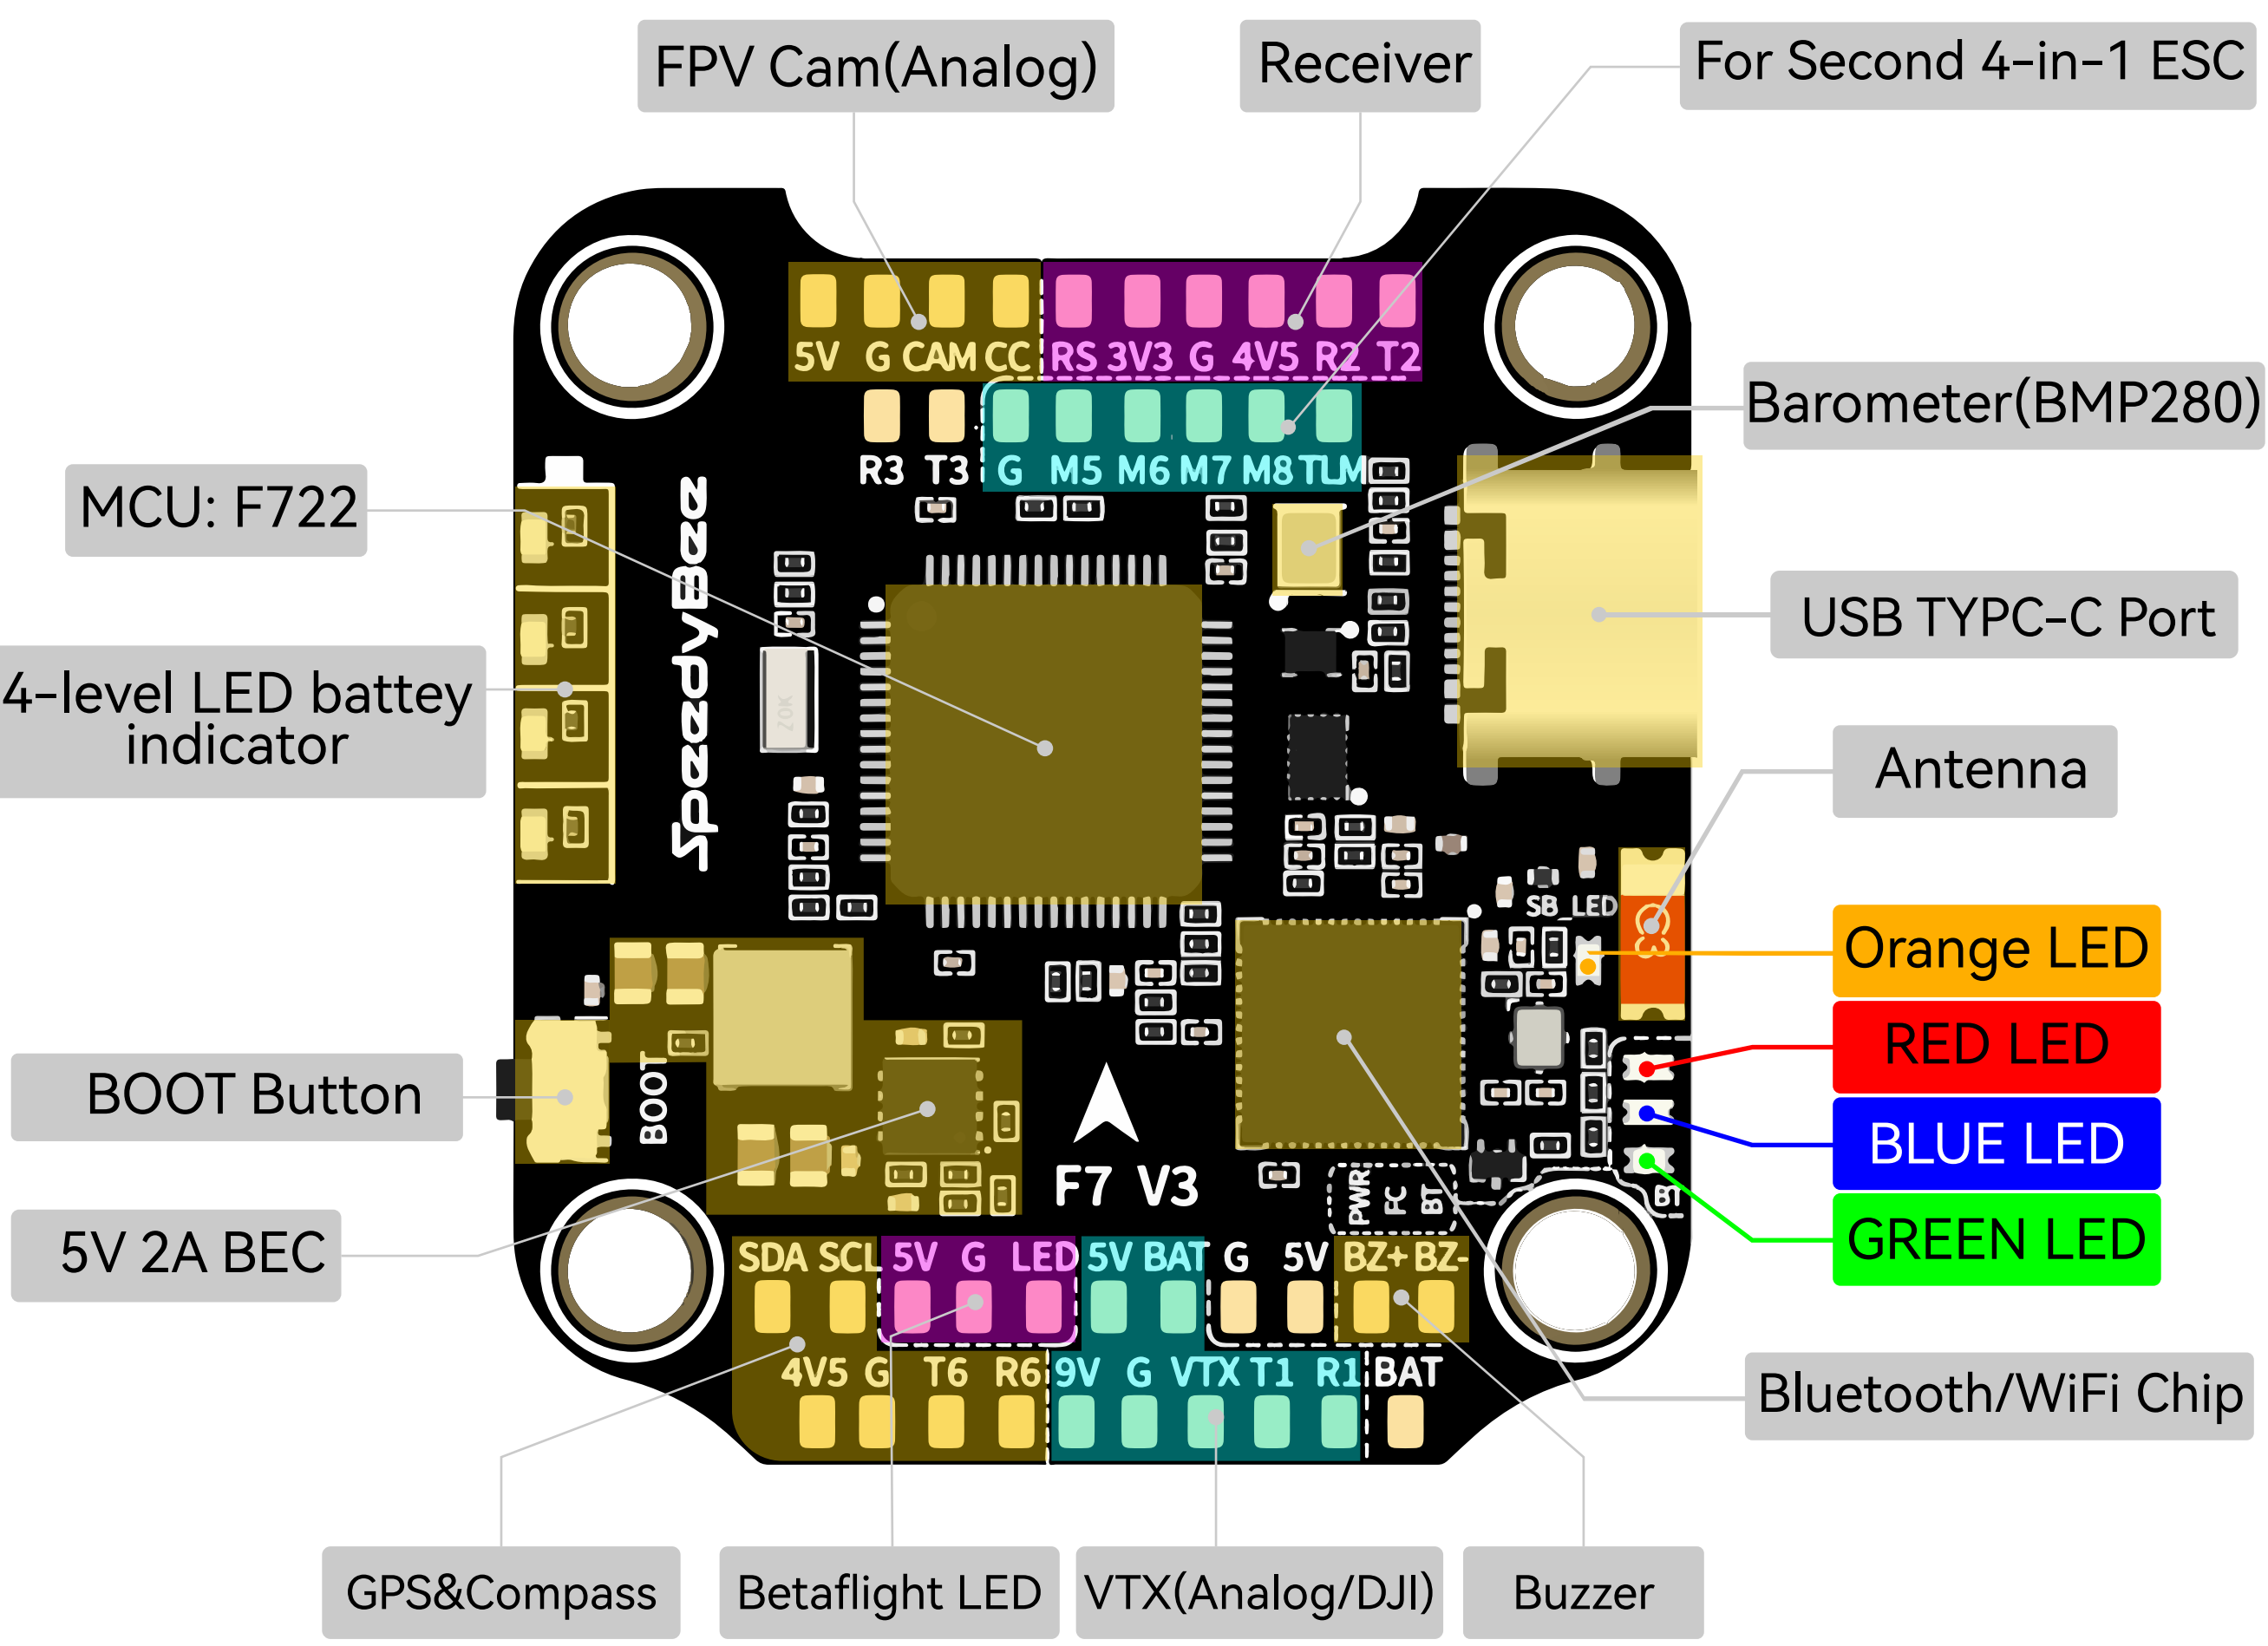 FPV Cam(Analog)
Receiver
For Second 4-in-1 ESC
5V G CAM CC RS 3V3 G 4V5 R2 T2
Barometer(BMP280)
R3 T3 G M5 M6 M7 M8 TLM
MCU: F722
SpeedyBee
USB TYPC-C Port
4-level LED battey
indicator
ZOK
Antenna
SB LED
Orange LED
RED LED
BOOT Button
BOOT
BLUE LED
F7 V3
PWR
FC
BT
BT
GREEN LED
5V 2A BEC
SDA SCL 5V G LED 5V BAT G 5V BZ+ BZ-
4V5 G T6 R6 9V G VTX T1 R1 BAT
Bluetooth/WiFi Chip
GPS&Compass
Betaflight LED
VTX(Analog/DJI)
Buzzer